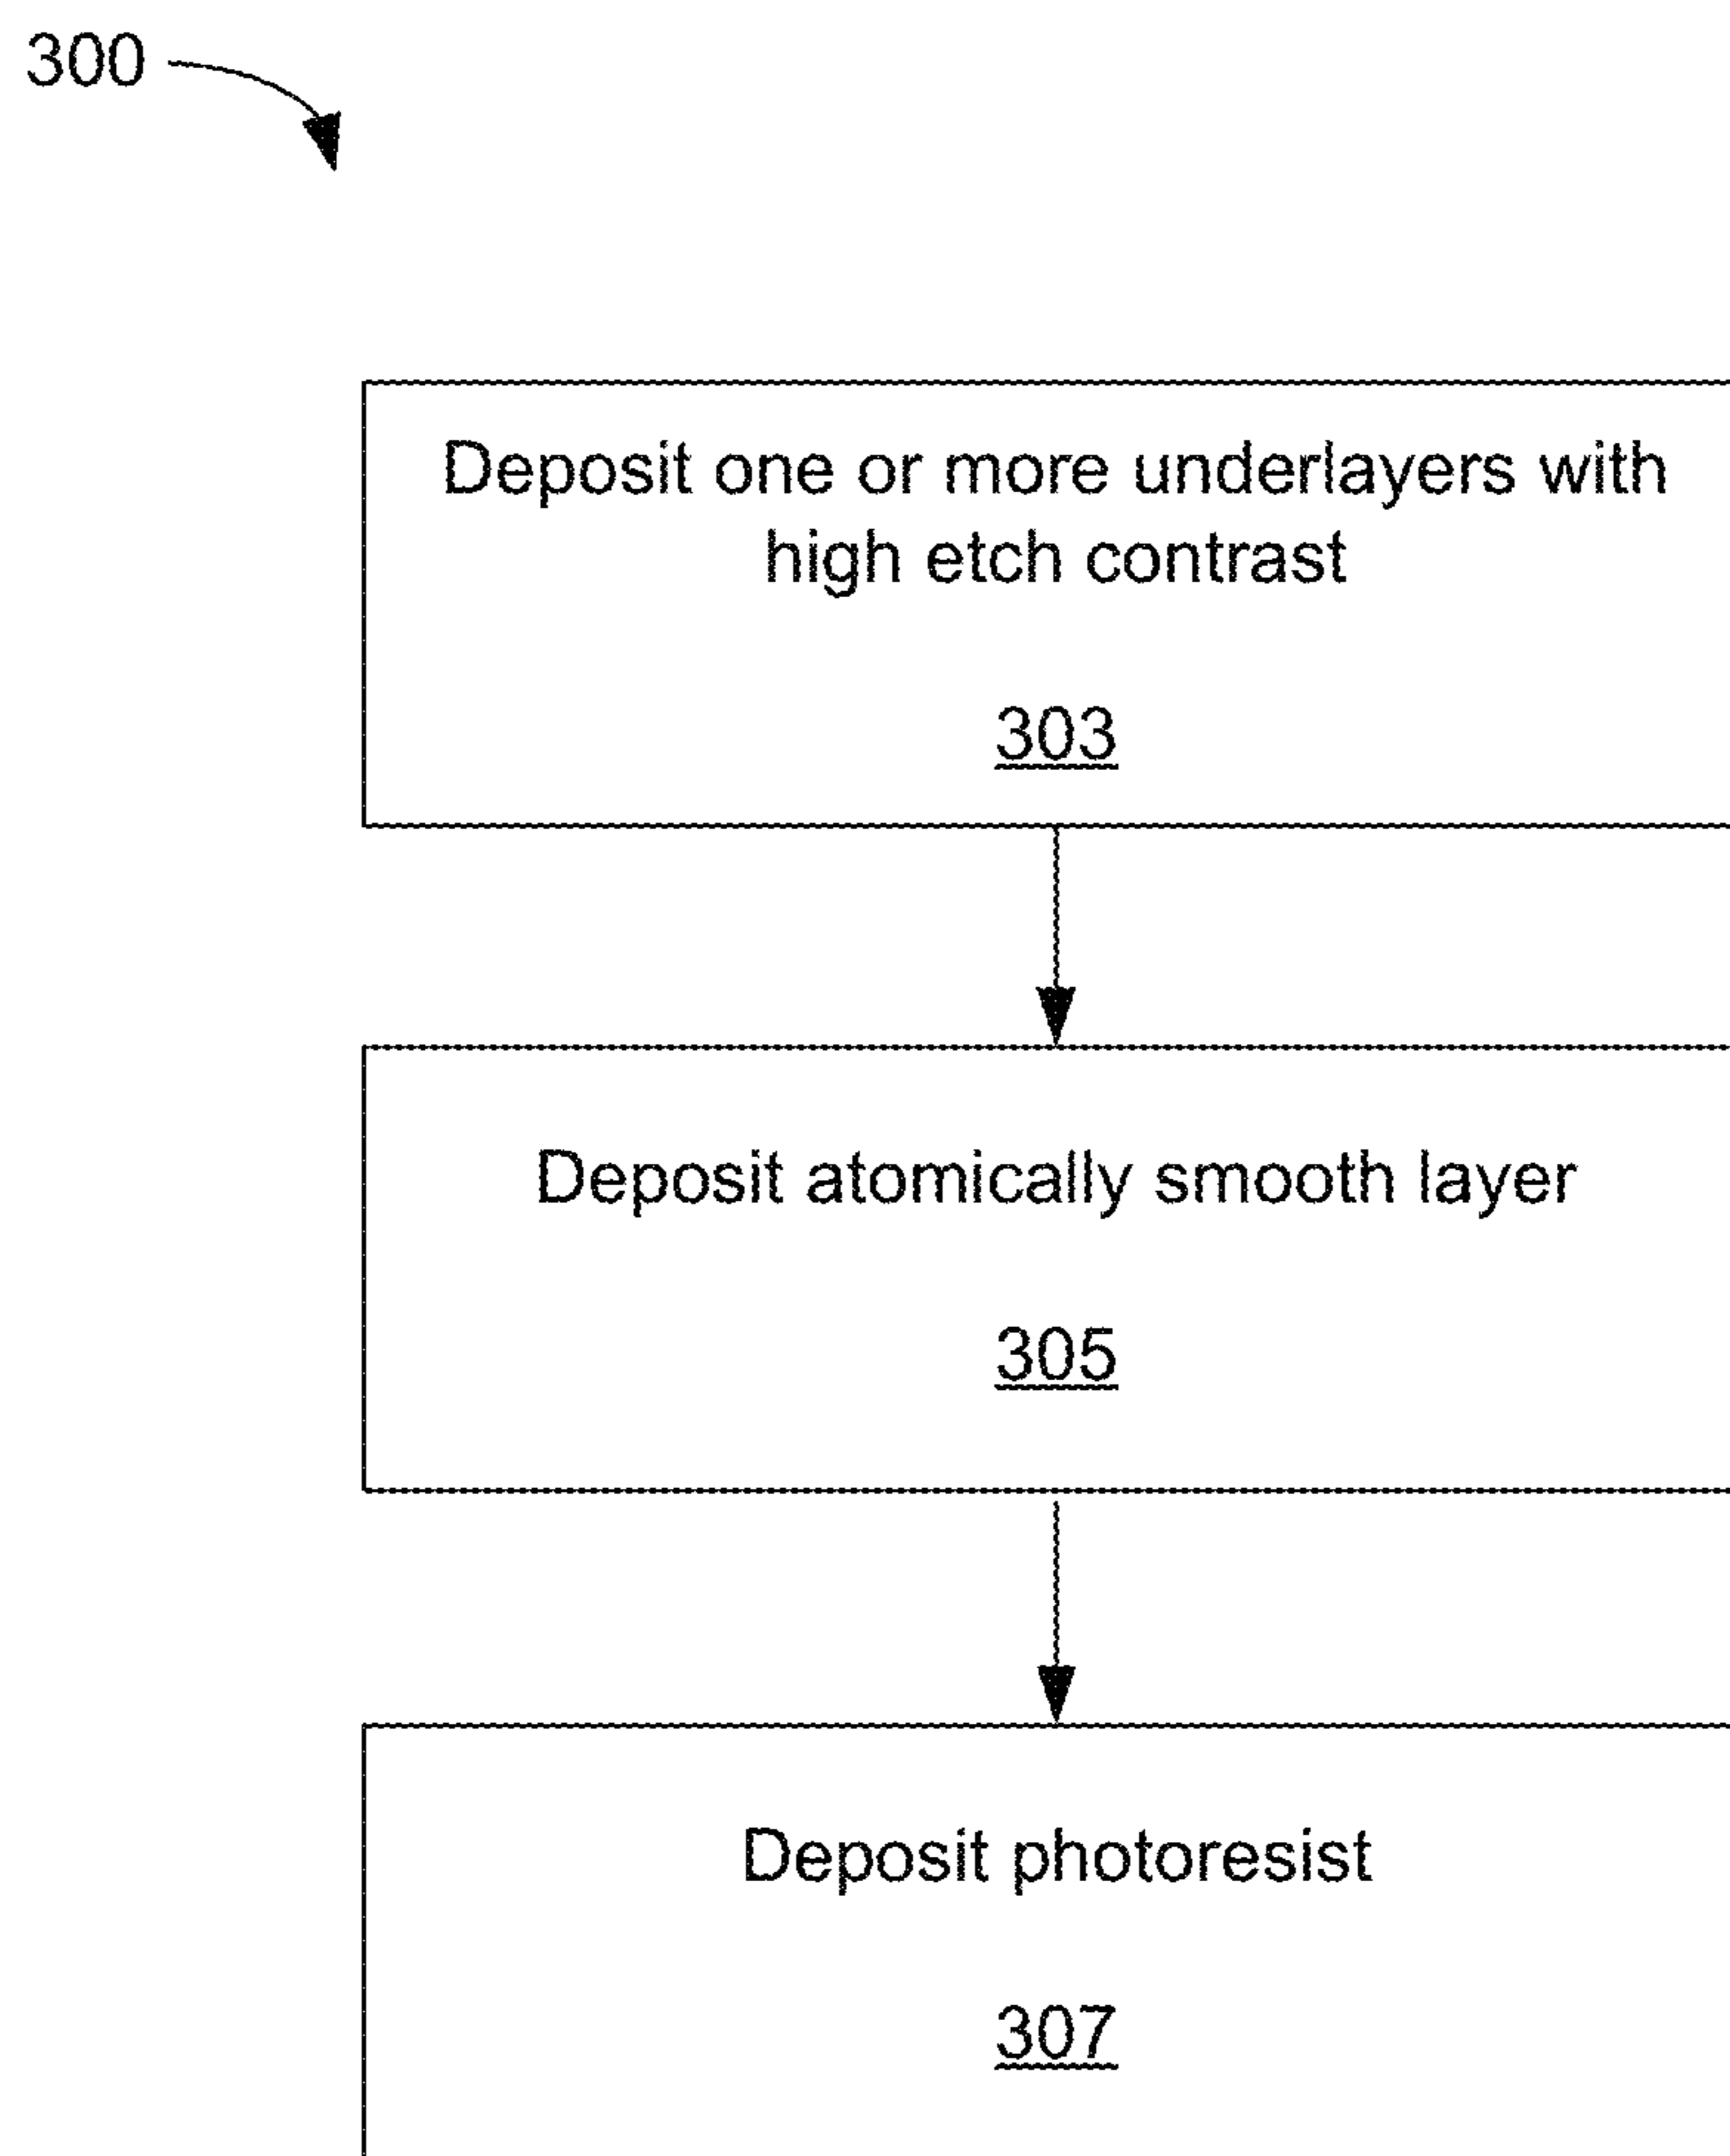 300
Deposit one or more underlayers with
high etch contrast
303
Deposit atomically smooth layer
305
Deposit photoresist
307